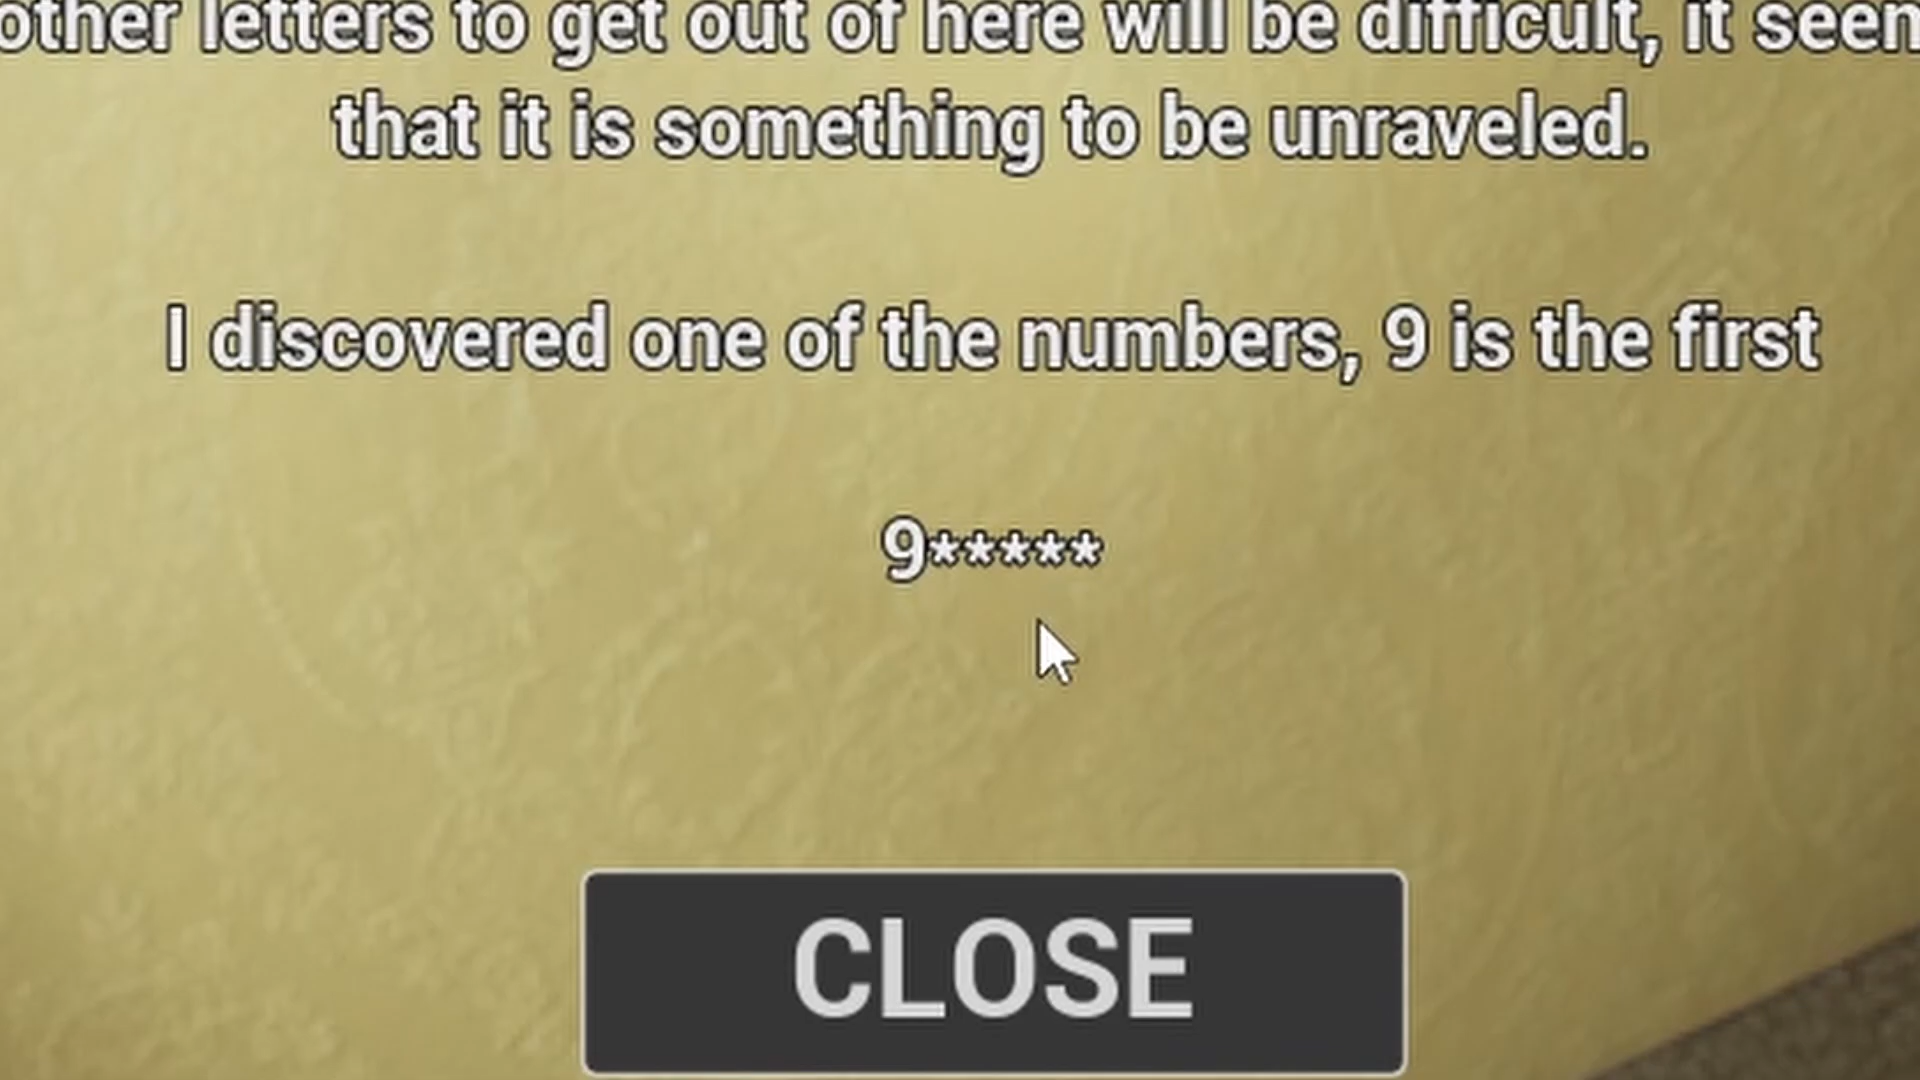 other letters to get out of here will be difficult, it seem
that it is something to be unraveled.
I discovered one of the numbers, 9 is the first
9*****
CLOSE